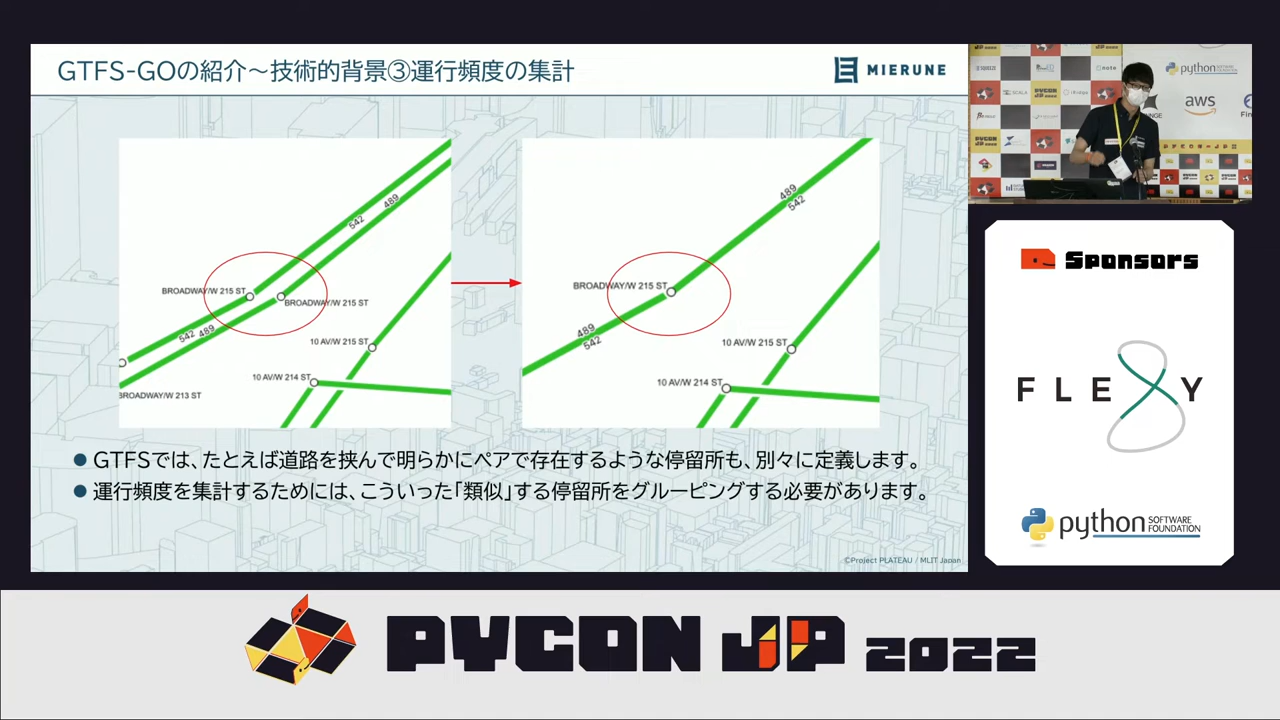 GTFS-GOの紹介～技術的背景③運行頻度の集計
MIERUNE
542
489
BROADWAY/W 215 ST
BROADWAY/W 215 ST
542
489
10 AV/W 215 ST
10 AV/W 214 ST
BROADWAY/W 213 ST
489
542
BROADWAY/W 215 ST
489
542
10 AV/W 215 ST
10 AV/W 214 ST
GTFSでは、たとえば道路を挟んで明らかにペアで存在するような停留所も、別々に定義します。
運行頻度を集計するためには、こういった「類似」する停留所をグルーピングする必要があります。
©Project PLATEAU / MLIT Japan
python
aws
Sponsors
FLEXY
python SOFTWARE
FOUNDATION
PYCON JP 2022